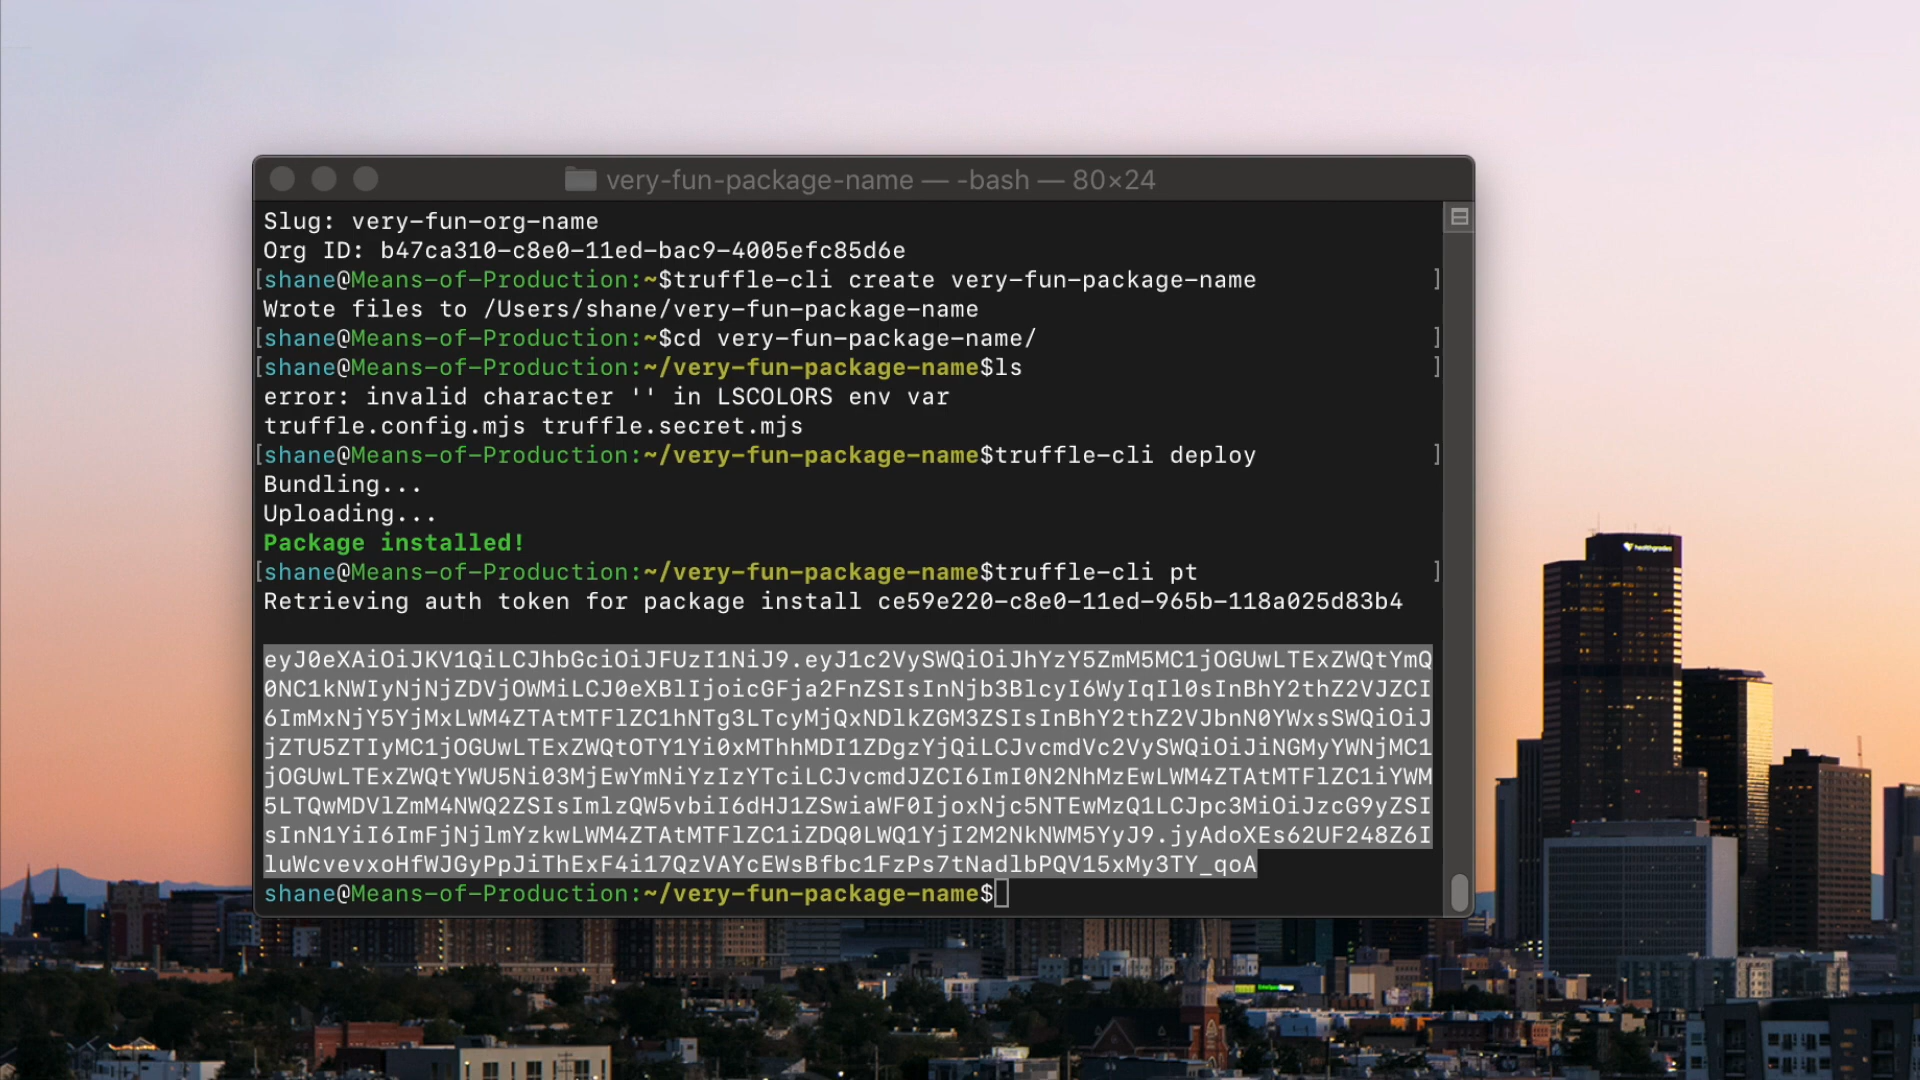 very-fun-package-name — -bash — 80×24
Slug: very-fun-org-name
Org ID: b47ca310-c8e0-11ed-bac9-4005efc85d6e
[shane@Means-of-Production:~$truffle-cli create very-fun-package-name ]
Wrote files to /Users/shane/very-fun-package-name
[shane@Means-of-Production:~$cd very-fun-package-name/ ]
[shane@Means-of-Production:~/very-fun-package-name$ls ]
error: invalid character '' in LSCOLORS env var
truffle.config.mjs truffle.secret.mjs
[shane@Means-of-Production:~/very-fun-package-name$truffle-cli deploy ]
Bundling...
Uploading...
Package installed!
[shane@Means-of-Production:~/very-fun-package-name$truffle-cli pt ]
Retrieving auth token for package install ce59e220-c8e0-11ed-965b-118a025d83b4
eyJ0eXAiOiJKV1QiLCJhbGciOiJFUzI1NiJ9.eyJ1c2VySWQiOiJhYzY5ZmM5MC1jOGUwLTExZWQtYmQ
0NC1kNWIyNjNjZDVjOWMiLCJ0eXBlIjoicGFja2FnZSIsInNjb3BlcyI6WyIqIl0sInBhY2thZ2VJZCI
6ImMxNjY5YjMxLWM4ZTAtMTFlZC1hNTg3LTcyMjQxNDlkZGM3ZSIsInBhY2thZ2VJbnN0YWxsSWQiOiJ
jZTU5ZTIyMC1jOGUwLTExZWQtOTY1Yi0xMThhMDI1ZDgzYjQiLCJvcmdVc2VySWQiOiJiNGMyYWNjMC1
jOGUwLTExZWQtYWU5Ni03MjEwYmNiYzIzYTciLCJvcmdJZCI6ImI0N2NhMzEwLWM4ZTAtMTFlZC1iYWM
5LTQwMDVlZmM4NWQ2ZSIsImlzQW5vbiI6dHJ1ZSwiaWF0IjoxNjc5NTEwMzQ1LCJpc3MiOiJzcG9yZSI
sInN1YiI6ImFjNjlmYzkwLWM4ZTAtMTFlZC1iZDQ0LWQ1YjI2M2NkNWM5YyJ9.jyAdoXEs62UF248Z6I
luWcvevxoHfWJGyPpJiThExF4i17QzVAYcEWsBfbc1FzPs7tNadlbPQV15xMy3TY_qoA
shane@Means-of-Production:~/very-fun-package-name$
healthgrades